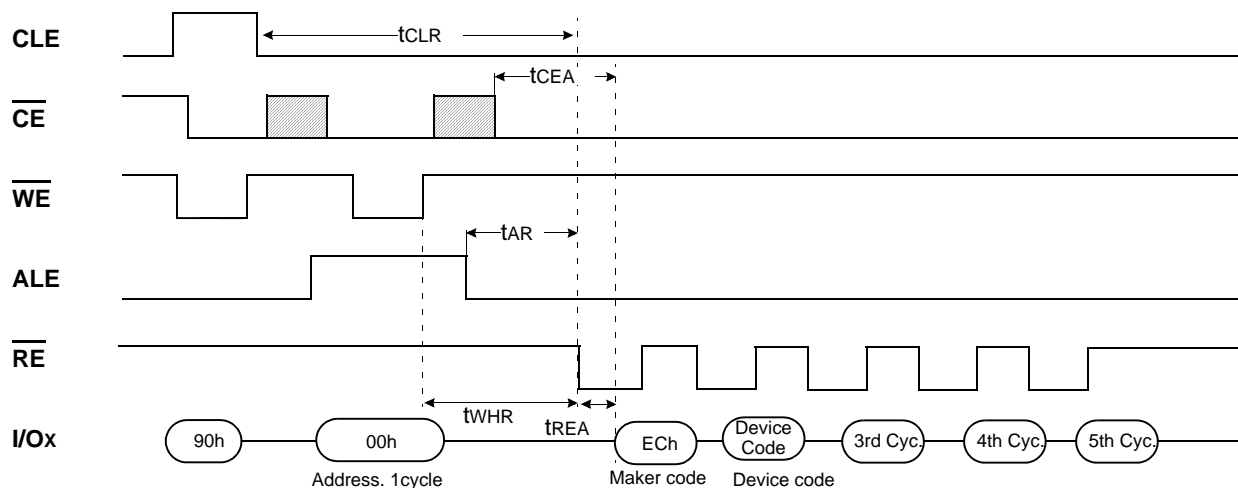 CLE
tCLR
tCEA
CE
WE
tAR
ALE
RE
tWHR
tREA
I/Ox
90h
00h
ECh
Device
Code
3rd Cyc.
4th Cyc.
5th Cyc.
Address. 1cycle
Maker code
Device code